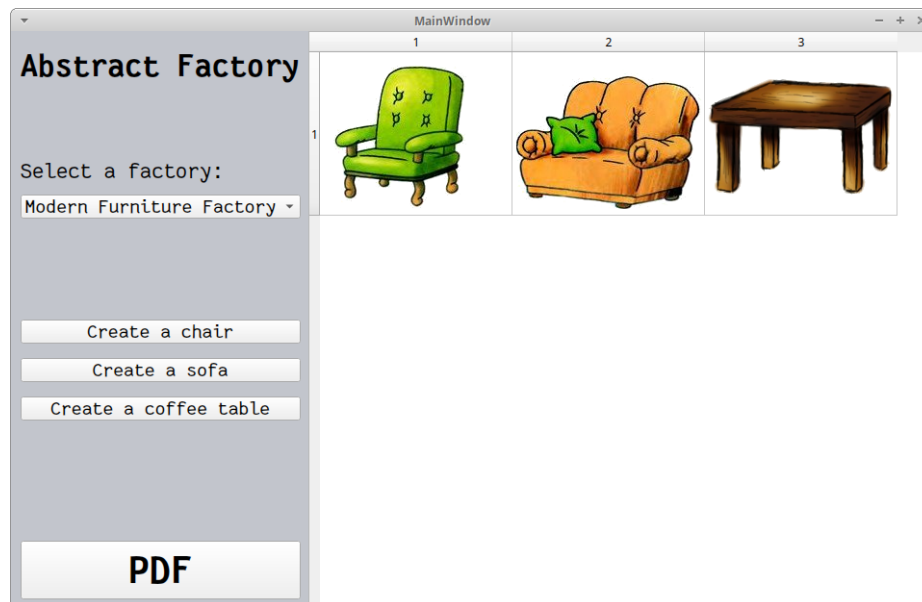 MainWindow
Abstract Factory
Select a factory:
Modern Furniture Factory
Create a chair
Create a sofa
Create a coffee table
PDF
1 2 3
1